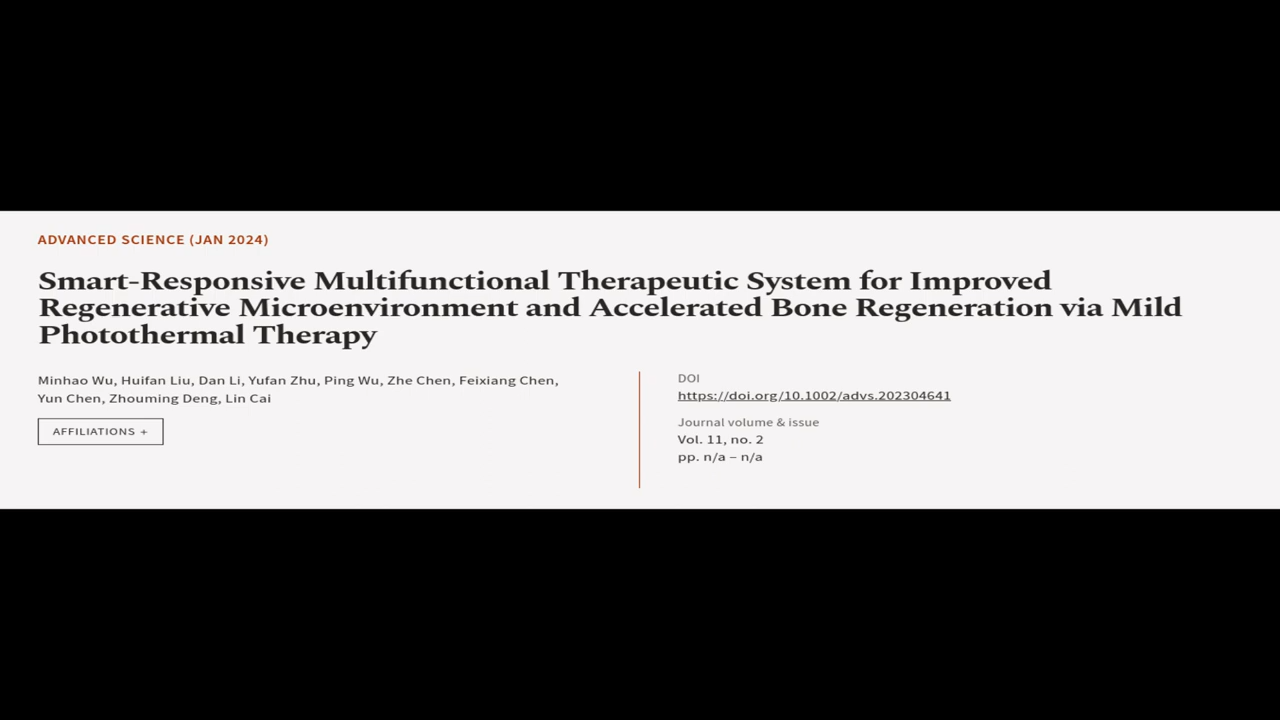 ADVANCED SCIENCE (JAN 2024)
Smart-Responsive Multifunctional Therapeutic System for Improved
Regenerative Microenvironment and Accelerated Bone Regeneration via Mild
Photothermal Therapy
Minhao Wu, Huifan Liu, Dan Li, Yufan Zhu, Ping Wu, Zhe Chen, Feixiang Chen,
Yun Chen, Zhouming Deng, Lin Cai
AFFILIATIONS +
DOI
https://doi.org/10.1002/advs.202304641
Journal volume & issue
Vol. 11, no. 2
pp. n/a – n/a